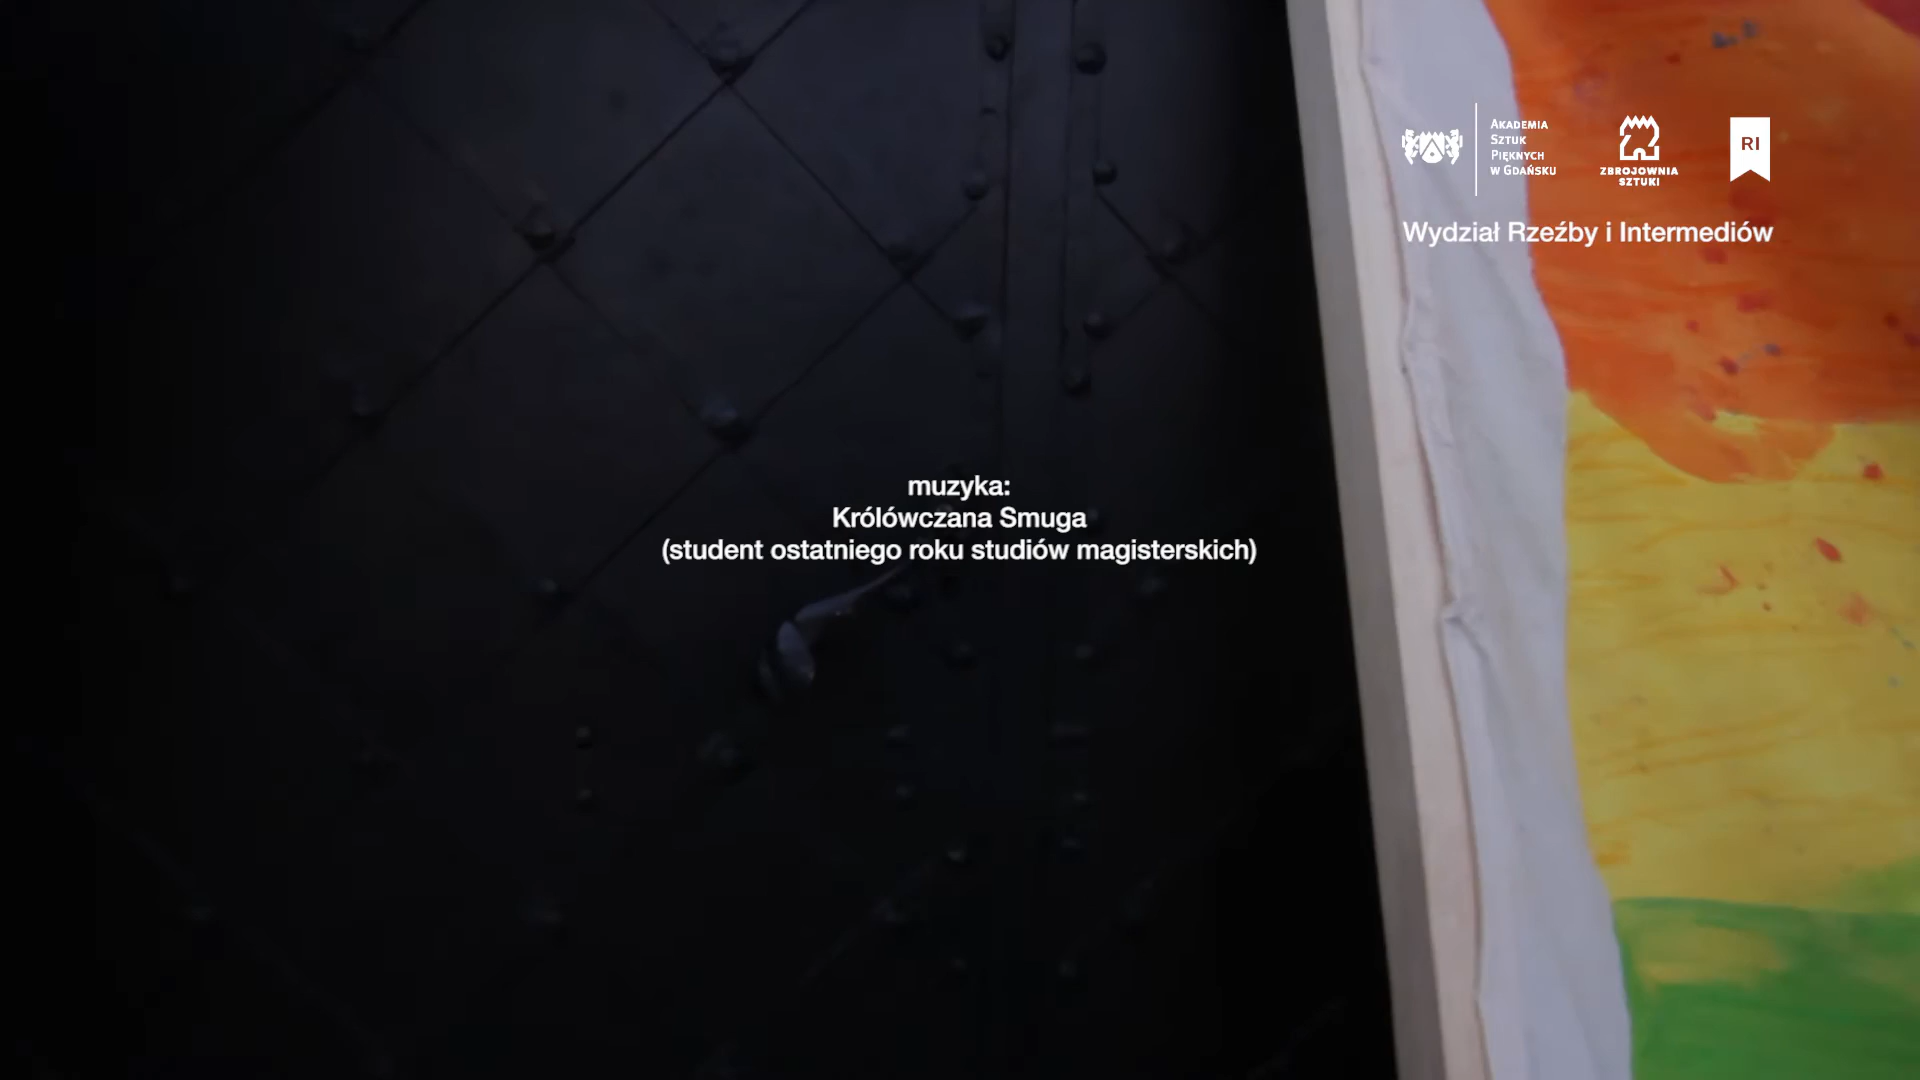 Akademia
Sztuk
Pięknych
w Gdańsku
ZBROJOWNIA
SZTUKI
RI
Wydział Rzeźby i Intermediów
muzyka:
Królówczana Smuga
(student ostatniego roku studiów magisterskich)